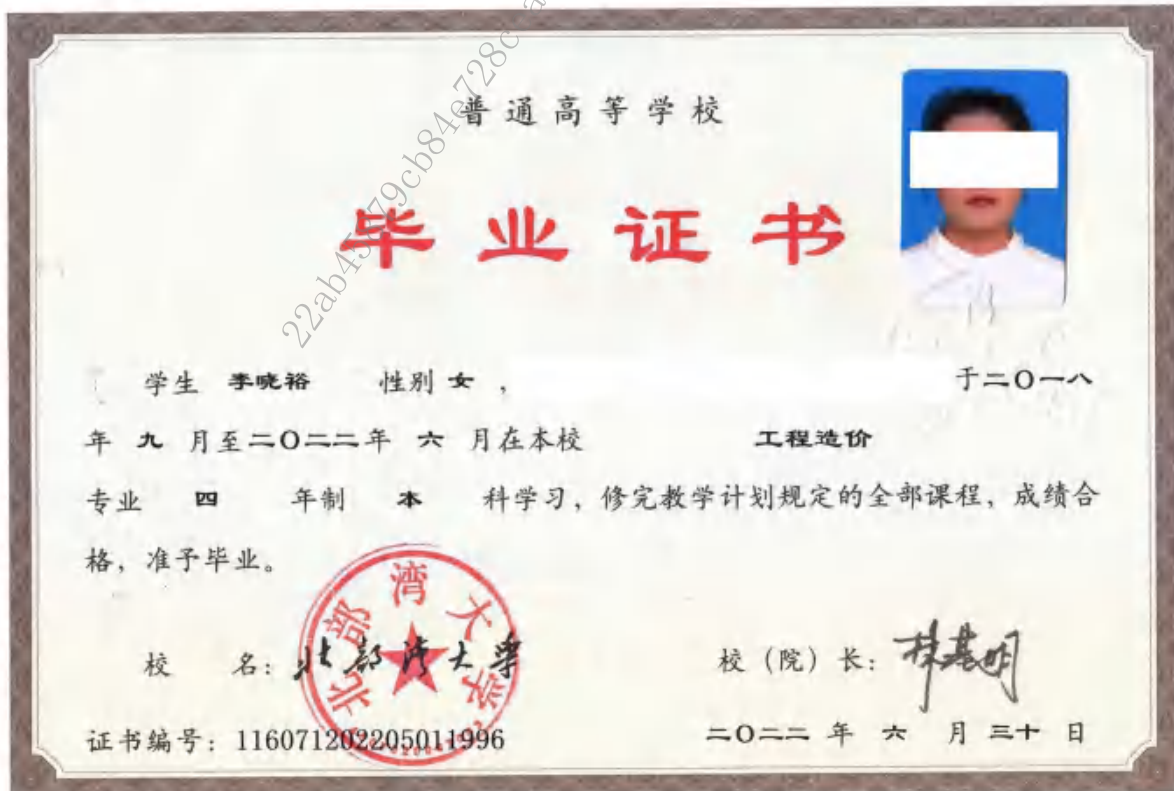 普通高等学校
毕业证书
学生 李晓裕 性别 女 , 于二〇一八
年 九 月至二〇二二年 六 月在本校 工程造价
专业 四 年制 本 科学习，修完教学计划规定的全部课程，成绩合
格，准予毕业。
北部湾大学
校 名：北部湾大学 校（院）长：
证书编号：116071202205011996 二〇二二 年 六 月 三十 日